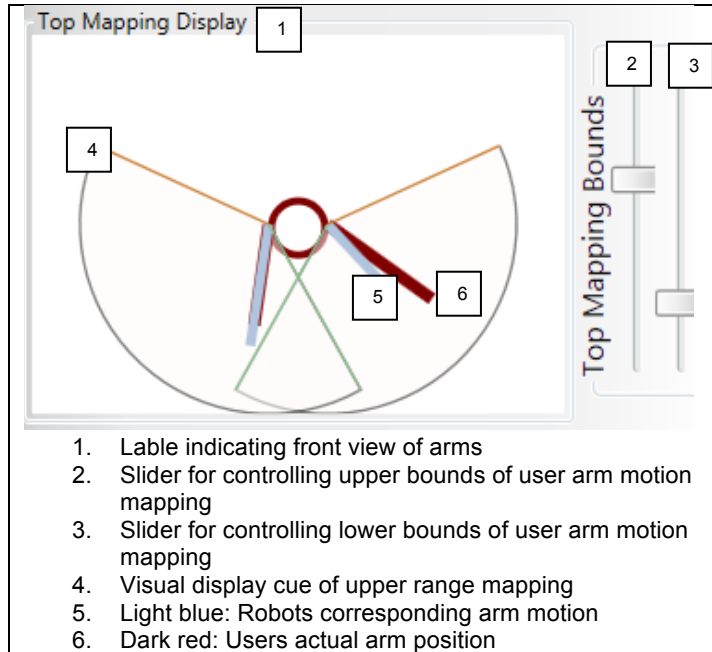 Top Mapping Display
1
2
3
4
5
6
Top Mapping Bounds
1. Lable indicating front view of arms
2. Slider for controlling upper bounds of user arm motion
mapping
3. Slider for controlling lower bounds of user arm motion
mapping
4. Visual display cue of upper range mapping
5. Light blue: Robots corresponding arm motion
6. Dark red: Users actual arm position